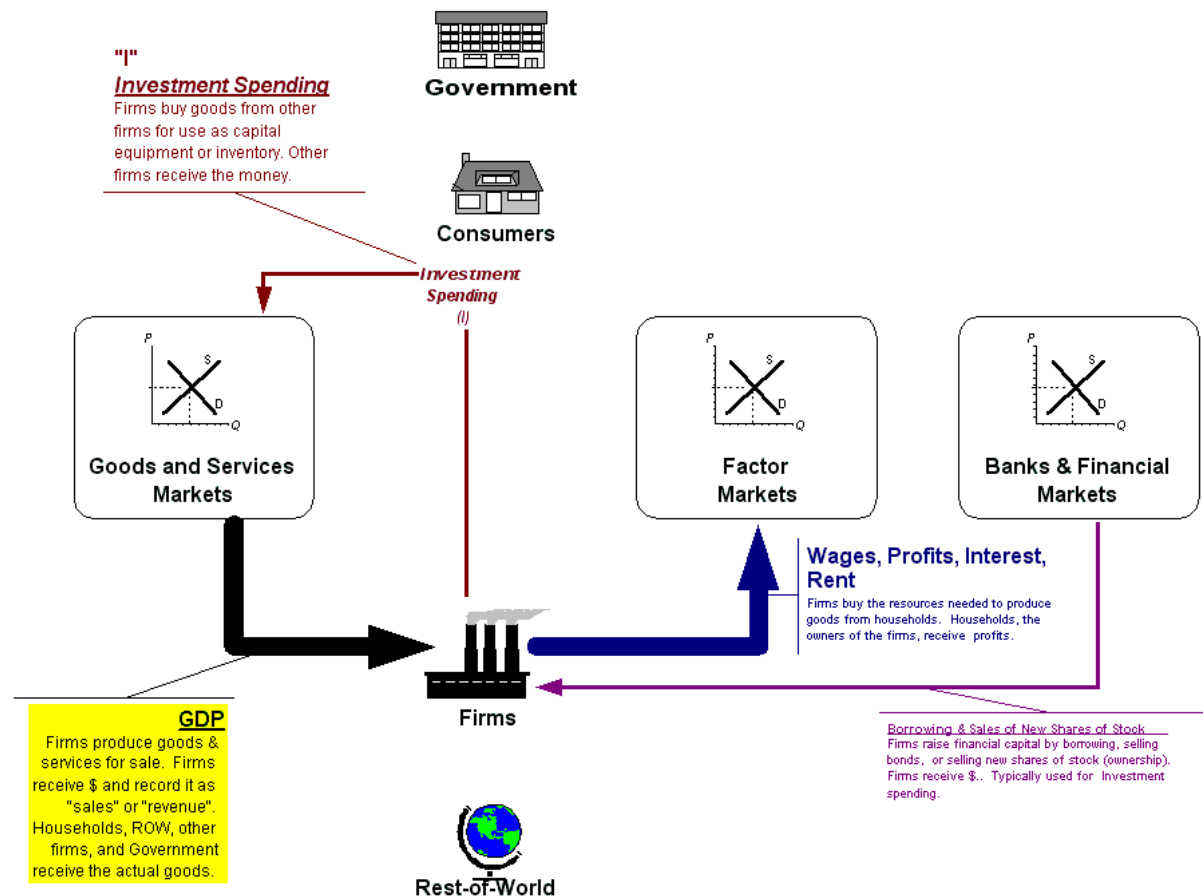 Government
"I"
Investment Spending
Firms buy goods from other
firms for use as capital
equipment or inventory. Other
firms receive the money.
Consumers
Investment
Spending
(I)
P
S
D
Q
Goods and Services
Markets
P
S
D
Q
Factor
Markets
P
S
D
Q
Banks & Financial
Markets
Wages, Profits, Interest,
Rent
Firms buy the resources needed to produce
goods from households. Households, the
owners of the firms, receive profits.
Firms
GDP
Firms produce goods &
services for sale. Firms
receive $ and record it as
"sales" or "revenue".
Households, ROW, other
firms, and Government
receive the actual goods.
Borrowing & Sales of New Shares of Stock
Firms raise financial capital by borrowing, selling
bonds, or selling new shares of stock (ownership).
Firms receive $.. Typically used for Investment
spending.
Rest-of-World